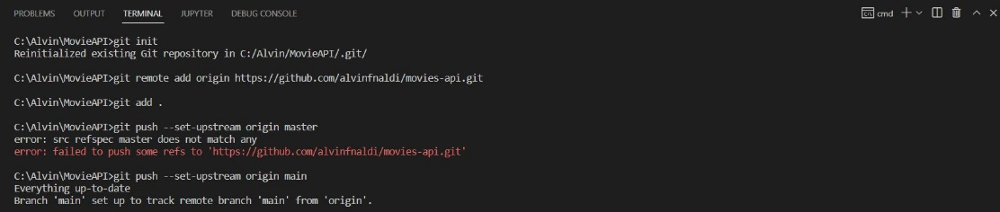 PROBLEMS OUTPUT TERMINAL JUPYTER DEBUG CONSOLE cmd
C:\Alvin\MovieAPI>git init
Reinitialized existing Git repository in C:/Alvin/MovieAPI/.git/
C:\Alvin\MovieAPI>git remote add origin https://github.com/alvinfnaldi/movies-api.git
C:\Alvin\MovieAPI>git add .
C:\Alvin\MovieAPI>git push --set-upstream origin master
error: src refspec master does not match any
error: failed to push some refs to 'https://github.com/alvinfnaldi/movies-api.git'
C:\Alvin\MovieAPI>git push --set-upstream origin main
Everything up-to-date
Branch 'main' set up to track remote branch 'main' from 'origin'.